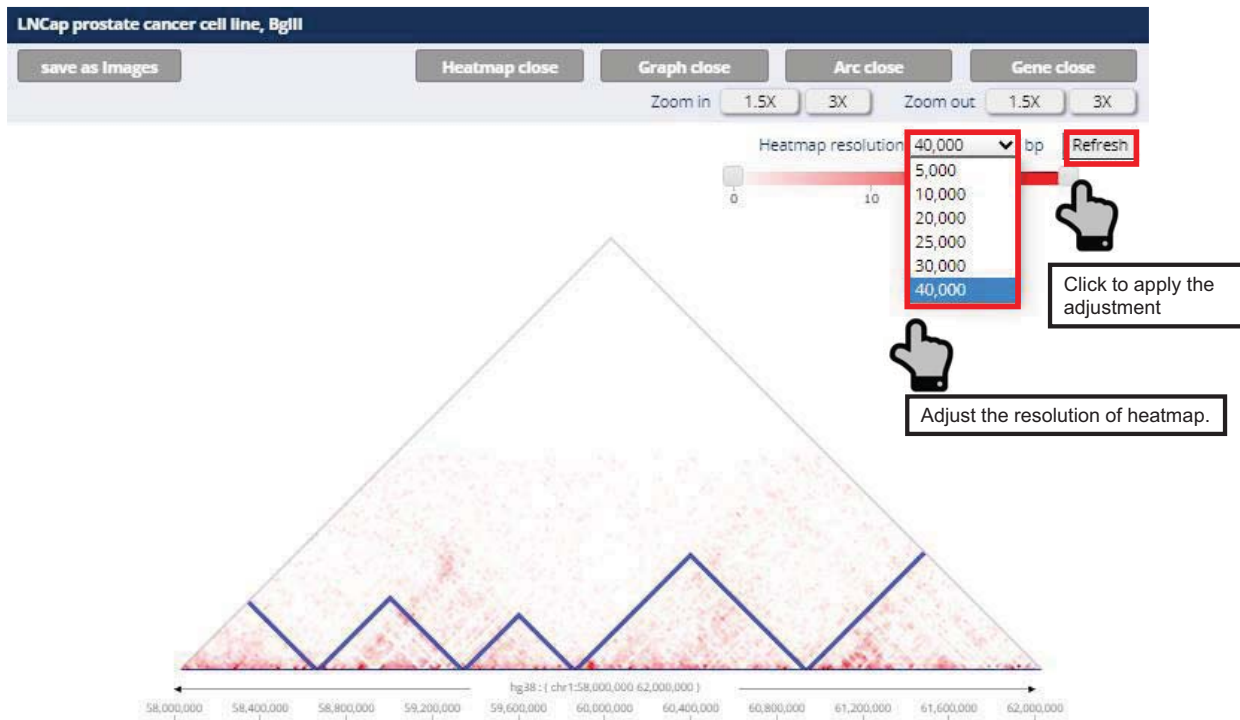 LNCap prostate cancer cell line, BglII
save as Images Heatmap close Graph close Arc close Gene close
Zoom in 1.5X 3X Zoom out 1.5X 3X
Heatmap resolution 40,000 bp Refresh
5,000
0 10 10,000
20,000
25,000
30,000
40,000
Click to apply the
adjustment
Adjust the resolution of heatmap.
hg38 : ( chr1:58,000,000 62,000,000 )
58,000,000 58,400,000 58,800,000 59,200,000 59,600,000 60,000,000 60,400,000 60,800,000 61,200,000 61,600,000 62,000,000